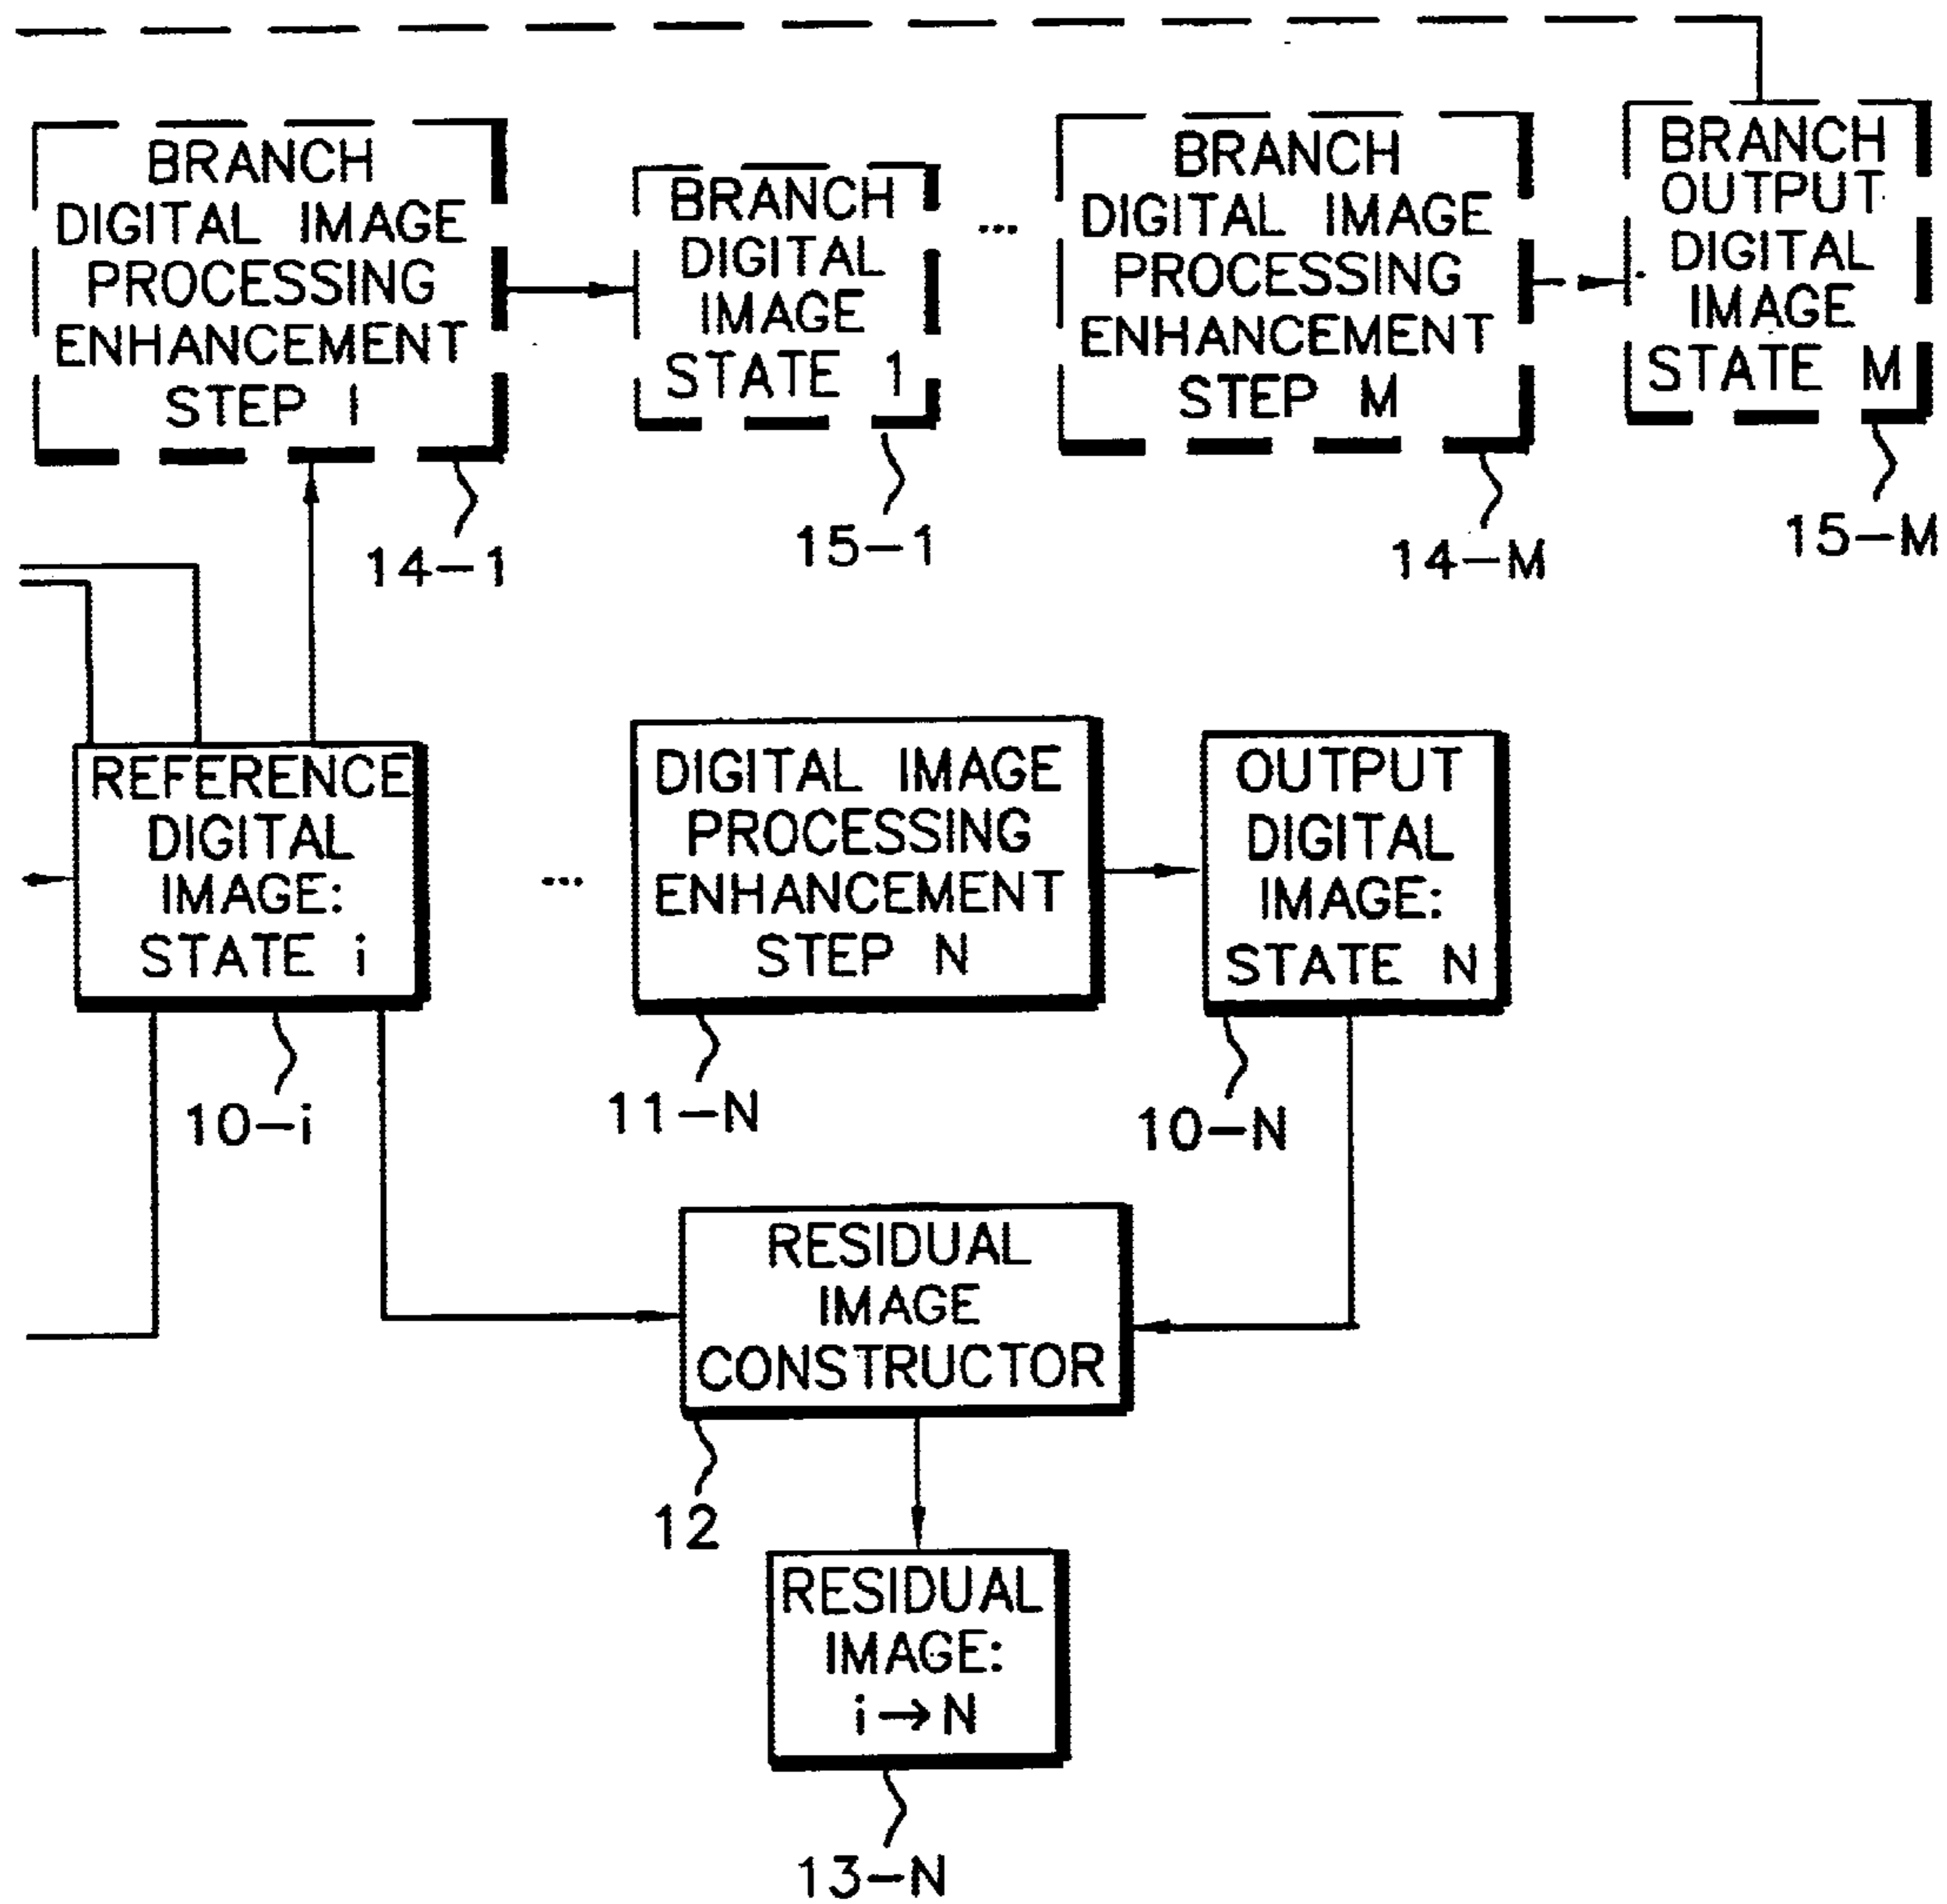 BRANCH
DIGITAL IMAGE
PROCESSING
ENHANCEMENT
STEP 1
14-1
BRANCH
DIGITAL
IMAGE
STATE 1
15-1
...
BRANCH
DIGITAL IMAGE
PROCESSING
ENHANCEMENT
STEP M
14-M
BRANCH
OUTPUT
DIGITAL
IMAGE
STATE M
15-M
REFERENCE
DIGITAL
IMAGE:
STATE i
10-i
...
DIGITAL IMAGE
PROCESSING
ENHANCEMENT
STEP N
11-N
OUTPUT
DIGITAL
IMAGE:
STATE N
10-N
RESIDUAL
IMAGE
CONSTRUCTOR
12
RESIDUAL
IMAGE:
i→N
13-N